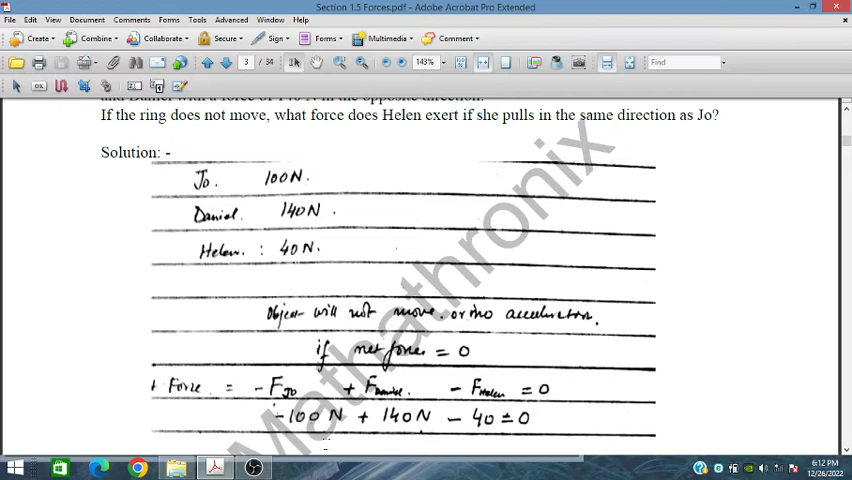 Section 1.5 Forces.pdf - Adobe Acrobat Pro Extended
File Edit View Document Comments Forms Tools Advanced Window Help
Create Combine Collaborate Secure Sign Forms Multimedia Comment
3 / 34 143% Find
If the ring does not move, what force does Helen exert if she pulls in the same direction as Jo?
Solution: -
Jo. 100N.
Daniel. 140N.
Helen. : 40N.
Object will not move. or no acceleration.
if net force = 0
Force = - FJo + FDaniel. - FHelen = 0
-100N + 140N - 40 = 0
Mathathronix
6:12 PM
12/26/2022